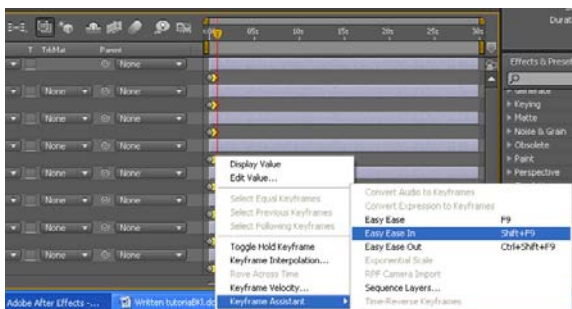 Durat
05s 10s 15s 20s 25s 30s
T TrkMat Parent
None
None None
None None
None None
None None
None None
None None
None None
Effects & Preset
Generate
Keying
Matte
Noise & Grain
Obsolete
Paint
Perspective
Display Value
Edit Value...
Select Equal Keyframes
Select Previous Keyframes
Select Following Keyframes
Toggle Hold Keyframe
Keyframe Interpolation...
Rove Across Time
Keyframe Velocity...
Keyframe Assistant
Convert Audio to Keyframes
Convert Expression to Keyframes
Easy Ease F9
Easy Ease In Shift+F9
Easy Ease Out Ctrl+Shift+F9
Exponential Scale
RPF Camera Import
Sequence Layers...
Time-Reverse Keyframes
Adobe After Effects - ...